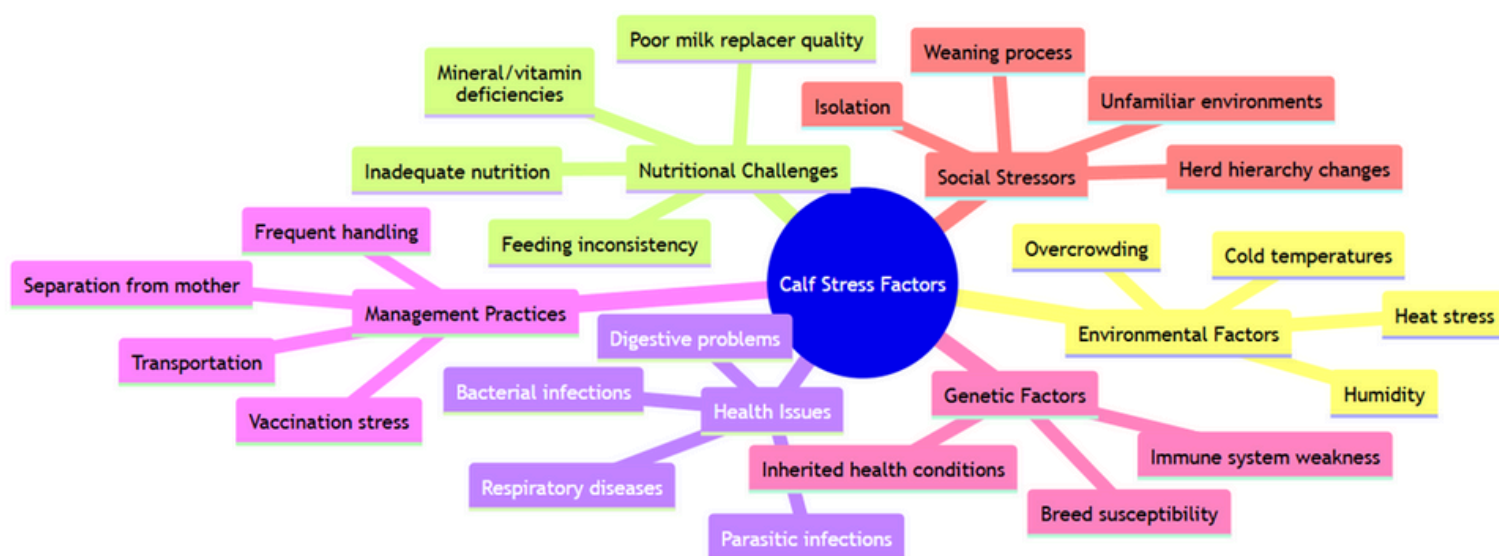 Calf Stress Factors
Nutritional Challenges
Poor milk replacer quality
Mineral/vitamin
deficiencies
Inadequate nutrition
Feeding inconsistency
Social Stressors
Weaning process
Isolation
Unfamiliar environments
Herd hierarchy changes
Management Practices
Frequent handling
Separation from mother
Transportation
Vaccination stress
Environmental Factors
Overcrowding
Cold temperatures
Heat stress
Humidity
Health Issues
Digestive problems
Bacterial infections
Respiratory diseases
Parasitic infections
Genetic Factors
Inherited health conditions
Immune system weakness
Breed susceptibility